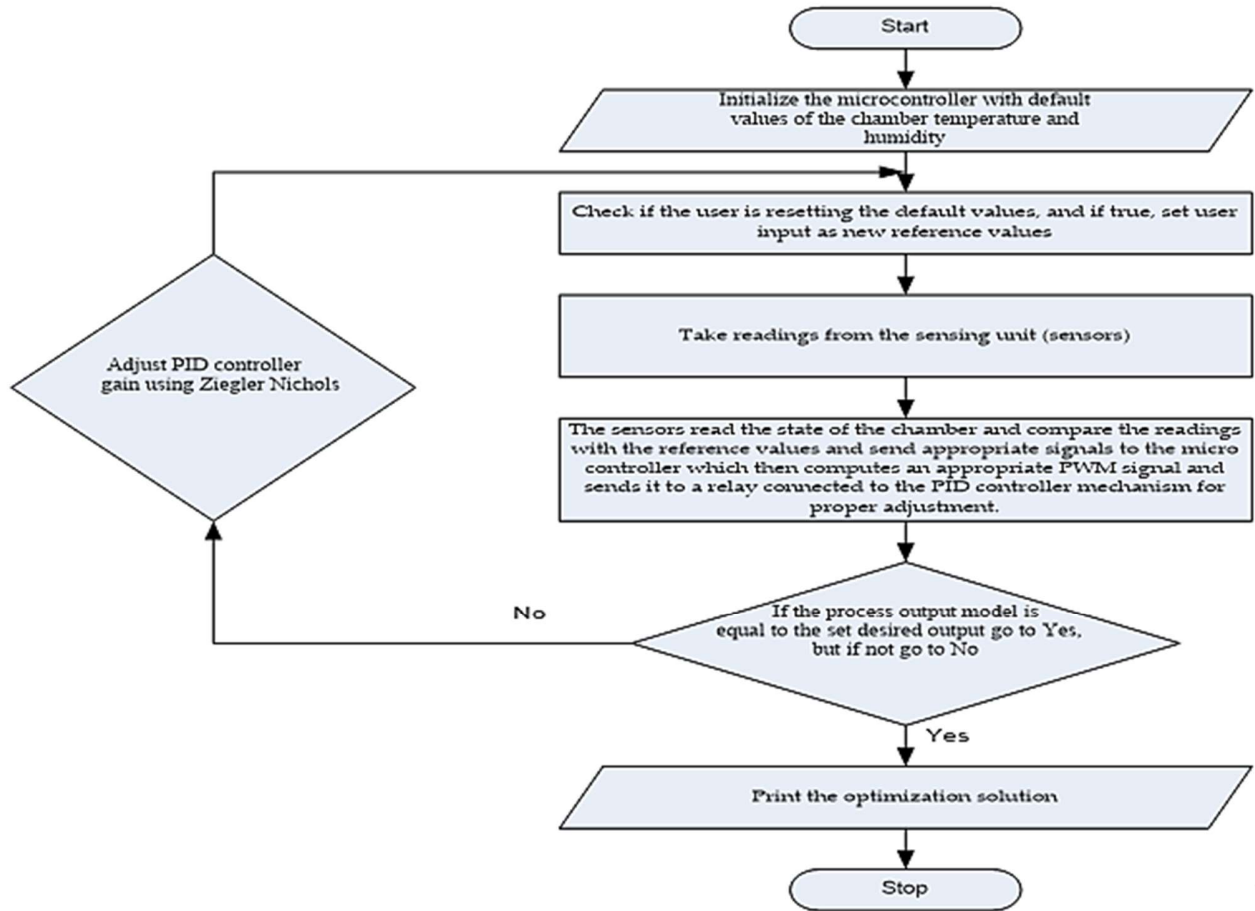 Start
Initialize the microcontroller with default
values of the chamber temperature and
humidity
Check if the user is resetting the default values, and if true, set user
input as new reference values
Take readings from the sensing unit (sensors)
Adjust PID controller
gain using Ziegler Nichols
The sensors read the state of the chamber and compare the readings
with the reference values and send appropriate signals to the micro
controller which then computes an appropriate PWM signal and
sends it to a relay connected to the PID controller mechanism for
proper adjustment.
No
If the process output model is
equal to the set desired output go to Yes,
but if not go to No
Yes
Print the optimization solution
Stop